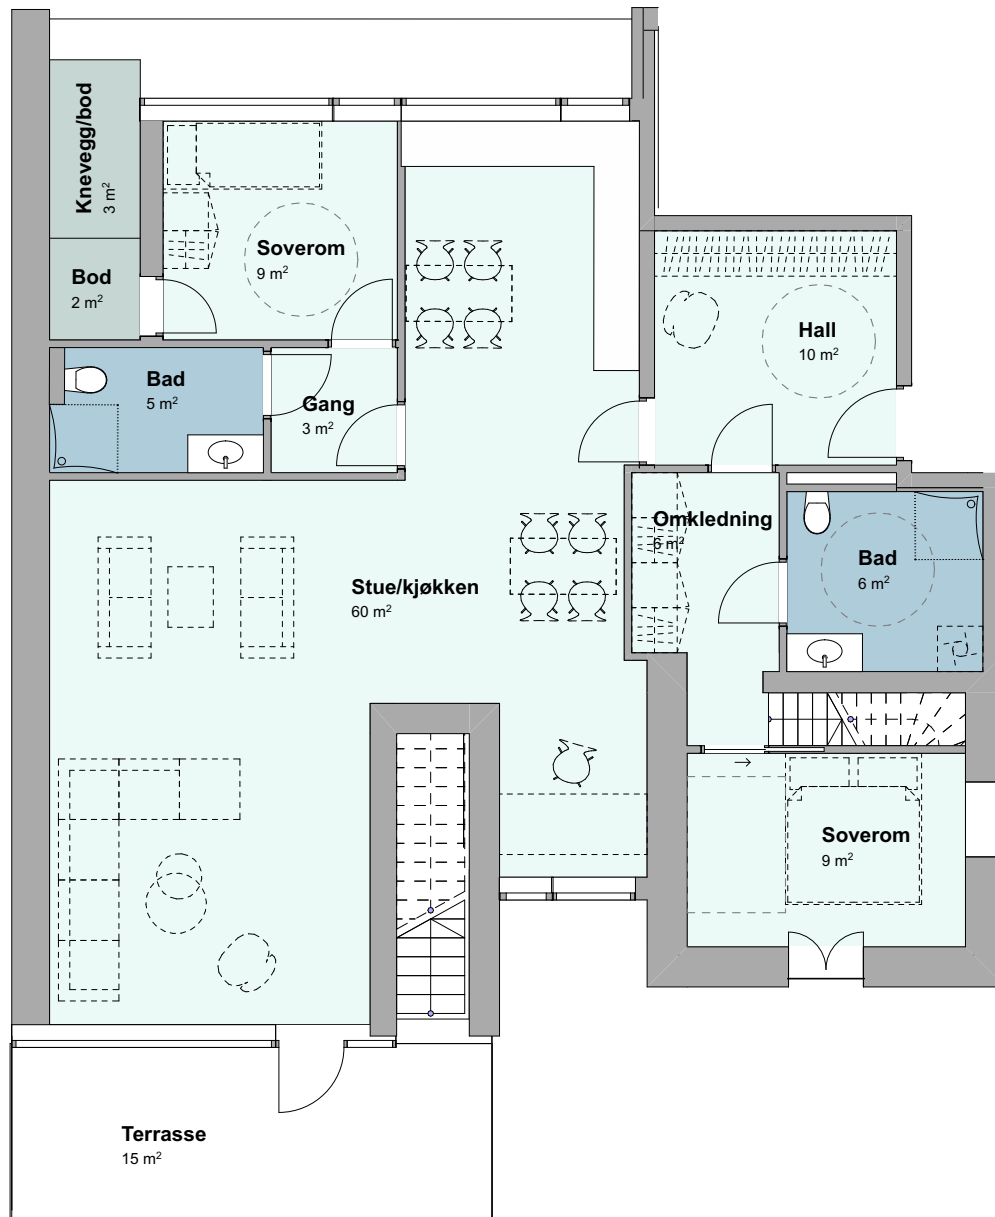 Knevegg/bod
3 m²
Bod
2 m²
Soverom
9 m²
Hall
10 m²
Bad
5 m²
Gang
3 m²
Omkledning
6 m²
Bad
6 m²
Stue/kjøkken
60 m²
Soverom
9 m²
Terrasse
15 m²